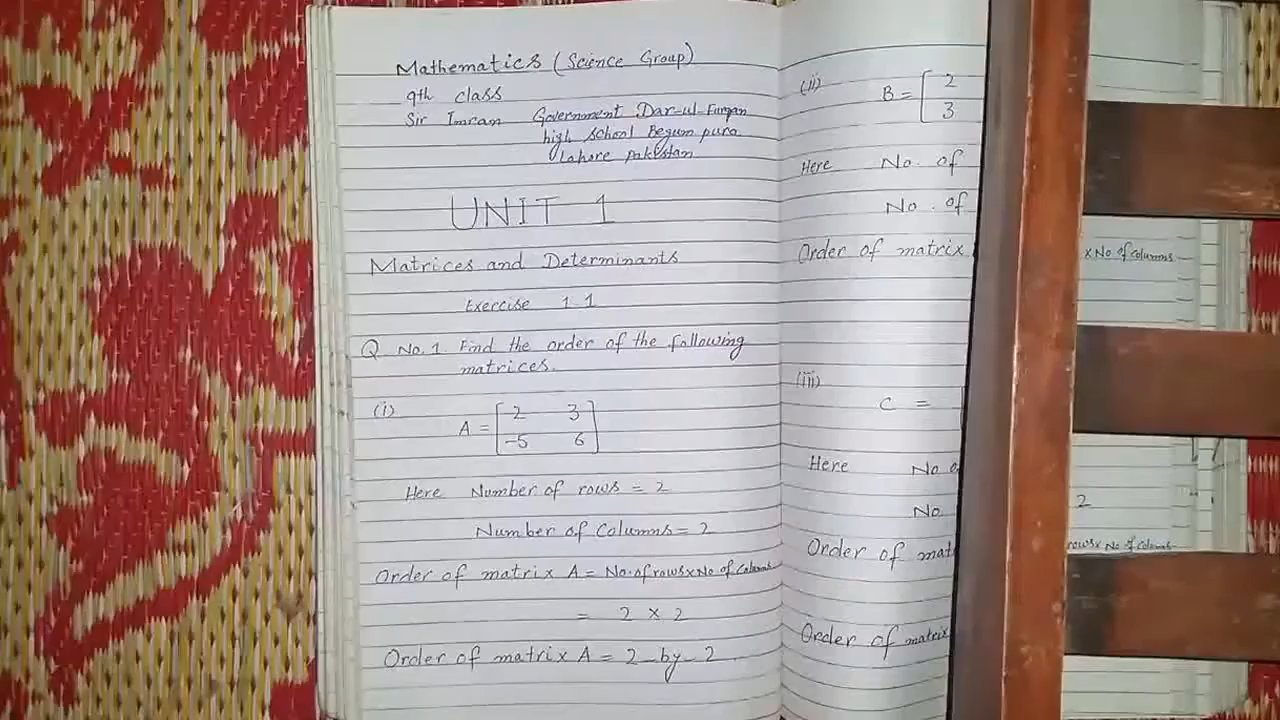 Mathematics (Science Group)
9th class
Sir Imran Government Dar-ul-Furqan
high school Begum pura
Lahore Pakistan
UNIT 1
Matrices and Determinants
Exercise 1.1
Q No.1 Find the order of the following
matrices.
(i)
A = [ 2 3
-5 6 ]
Here Number of rows = 2
Number of Columns = 2
Order of matrix A = No. of rows x No of Columns
= 2 x 2
Order of matrix A = 2-by-2
(ii) B = [ 2
3
Here No. of
No. of
Order of matrix
(iii)
C =
Here No o
No.
Order of mat
Order of matrix
x No of columns
2
rows x No of columns